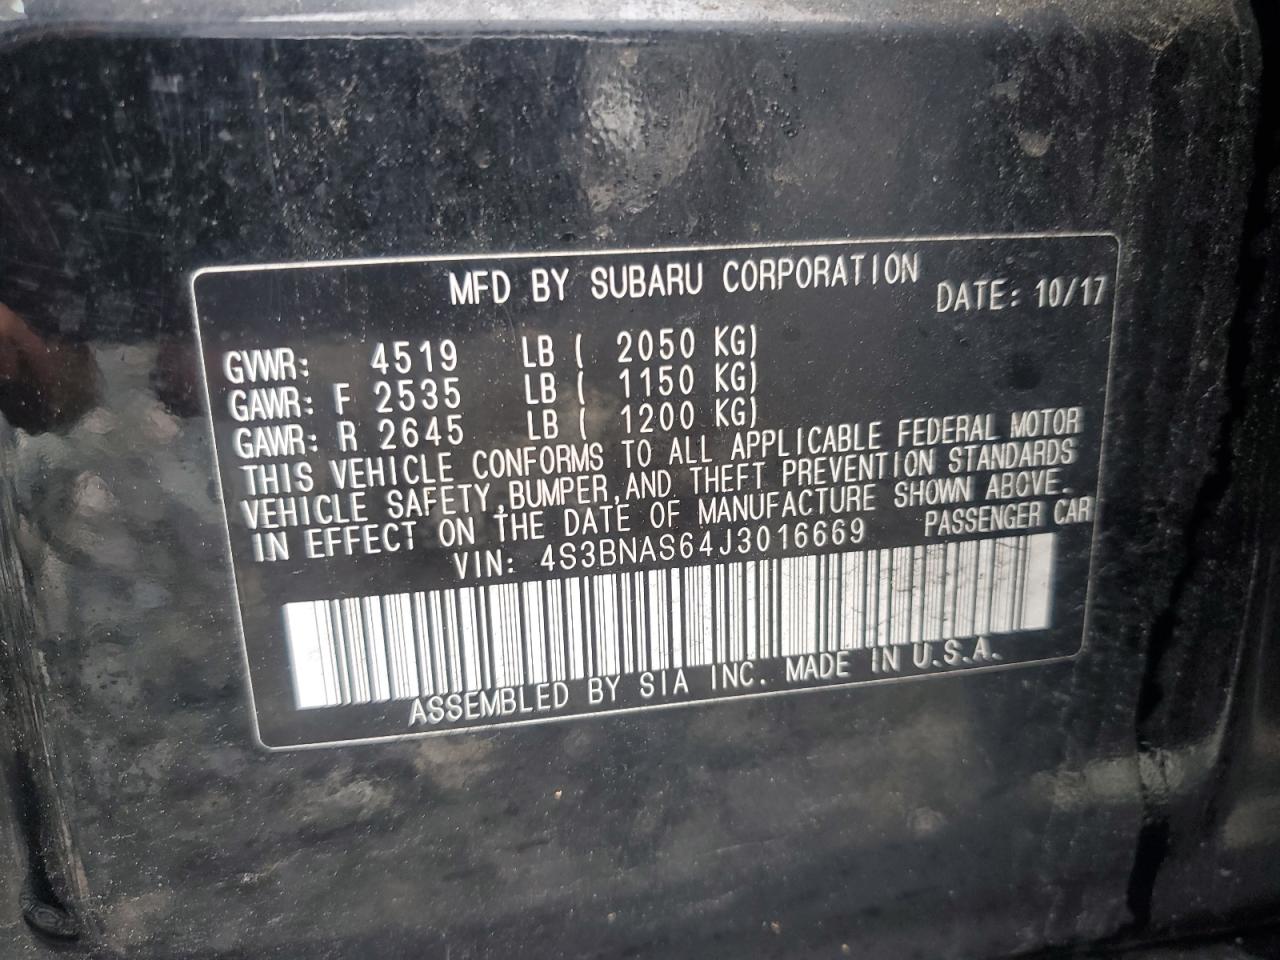 MFD BY SUBARU CORPORATION DATE: 10/17
GVWR: 4519 LB ( 2050 KG)
GAWR: F 2535 LB ( 1150 KG)
GAWR: R 2645 LB ( 1200 KG)
THIS VEHICLE CONFORMS TO ALL APPLICABLE FEDERAL MOTOR
VEHICLE SAFETY,BUMPER,AND THEFT PREVENTION STANDARDS
IN EFFECT ON THE DATE OF MANUFACTURE SHOWN ABOVE.
VIN: 4S3BNAS64J3016669 PASSENGER CAR
ASSEMBLED BY SIA INC. MADE IN U.S.A.